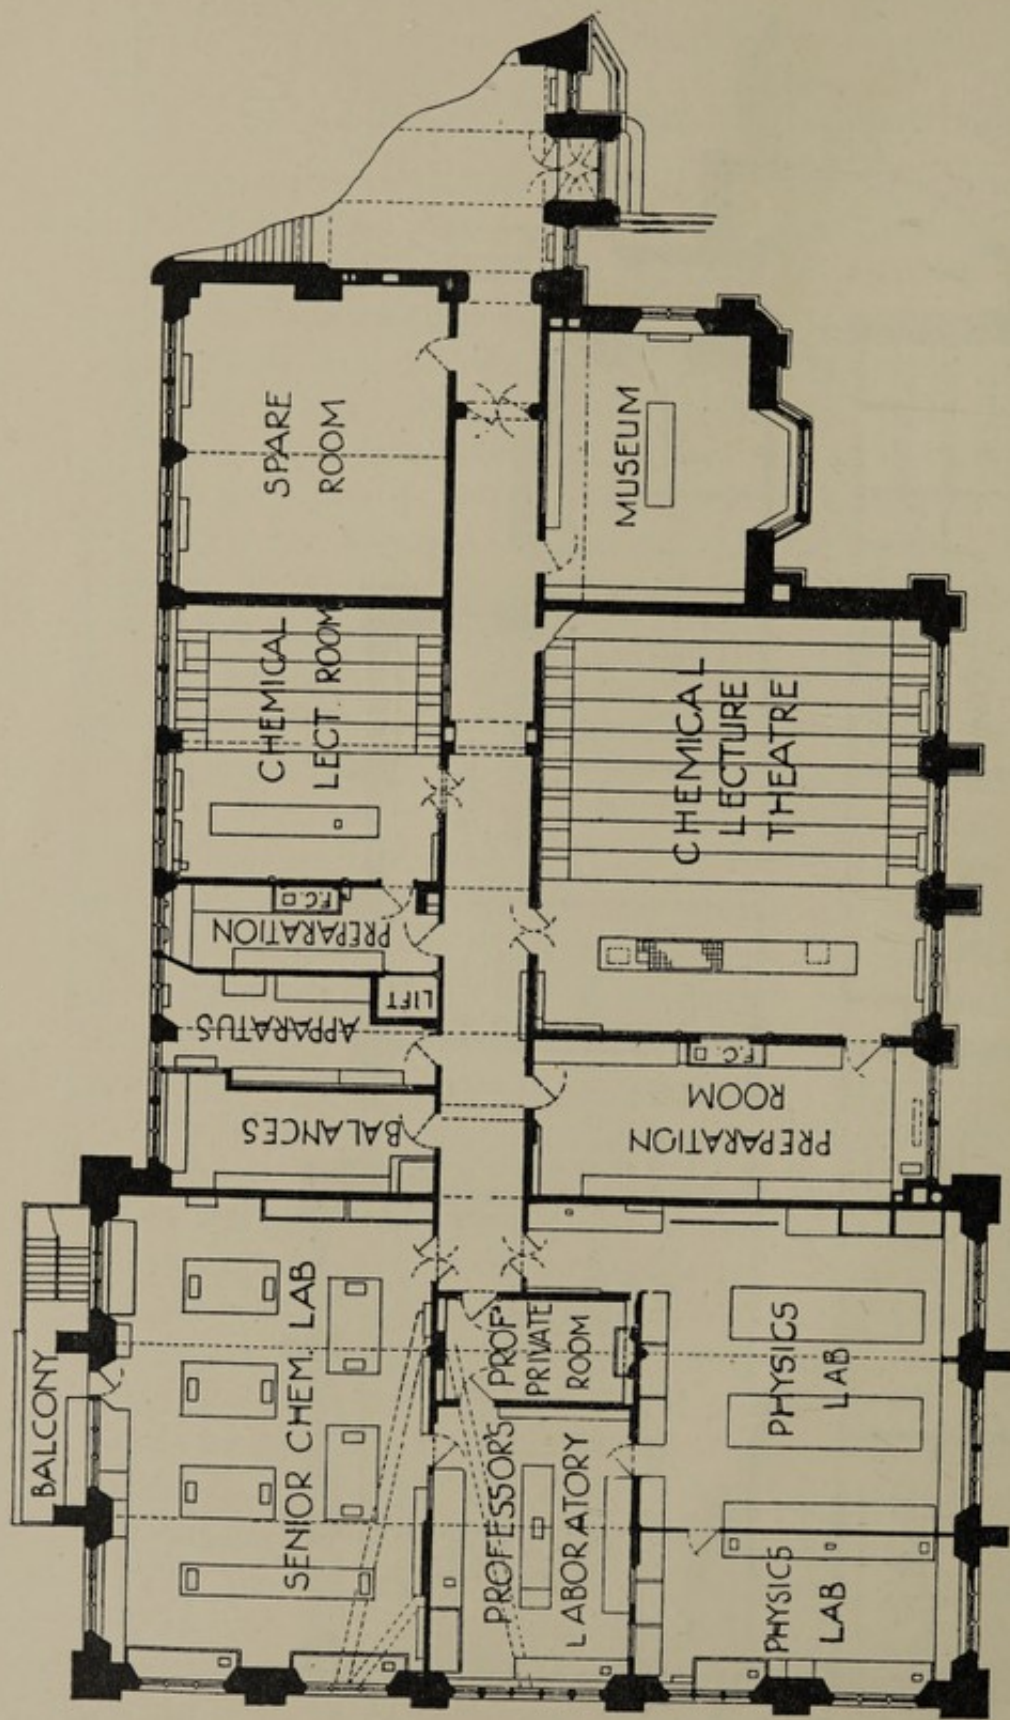 SPARE
ROOM
MUSEUM
CHEMICAL
LECT. ROOM
CHEMICAL
LECTURE
THEATRE
F.C.
PREPARATION
LIFT
APPARATUS
BALANCES
F.C.
PREPARATION
ROOM
BALCONY
SENIOR CHEM. LAB
PROF'
PRIVATE
ROOM
PROFESSOR'S
LABORATORY
PHYSICS
LAB
PHYSICS
LAB